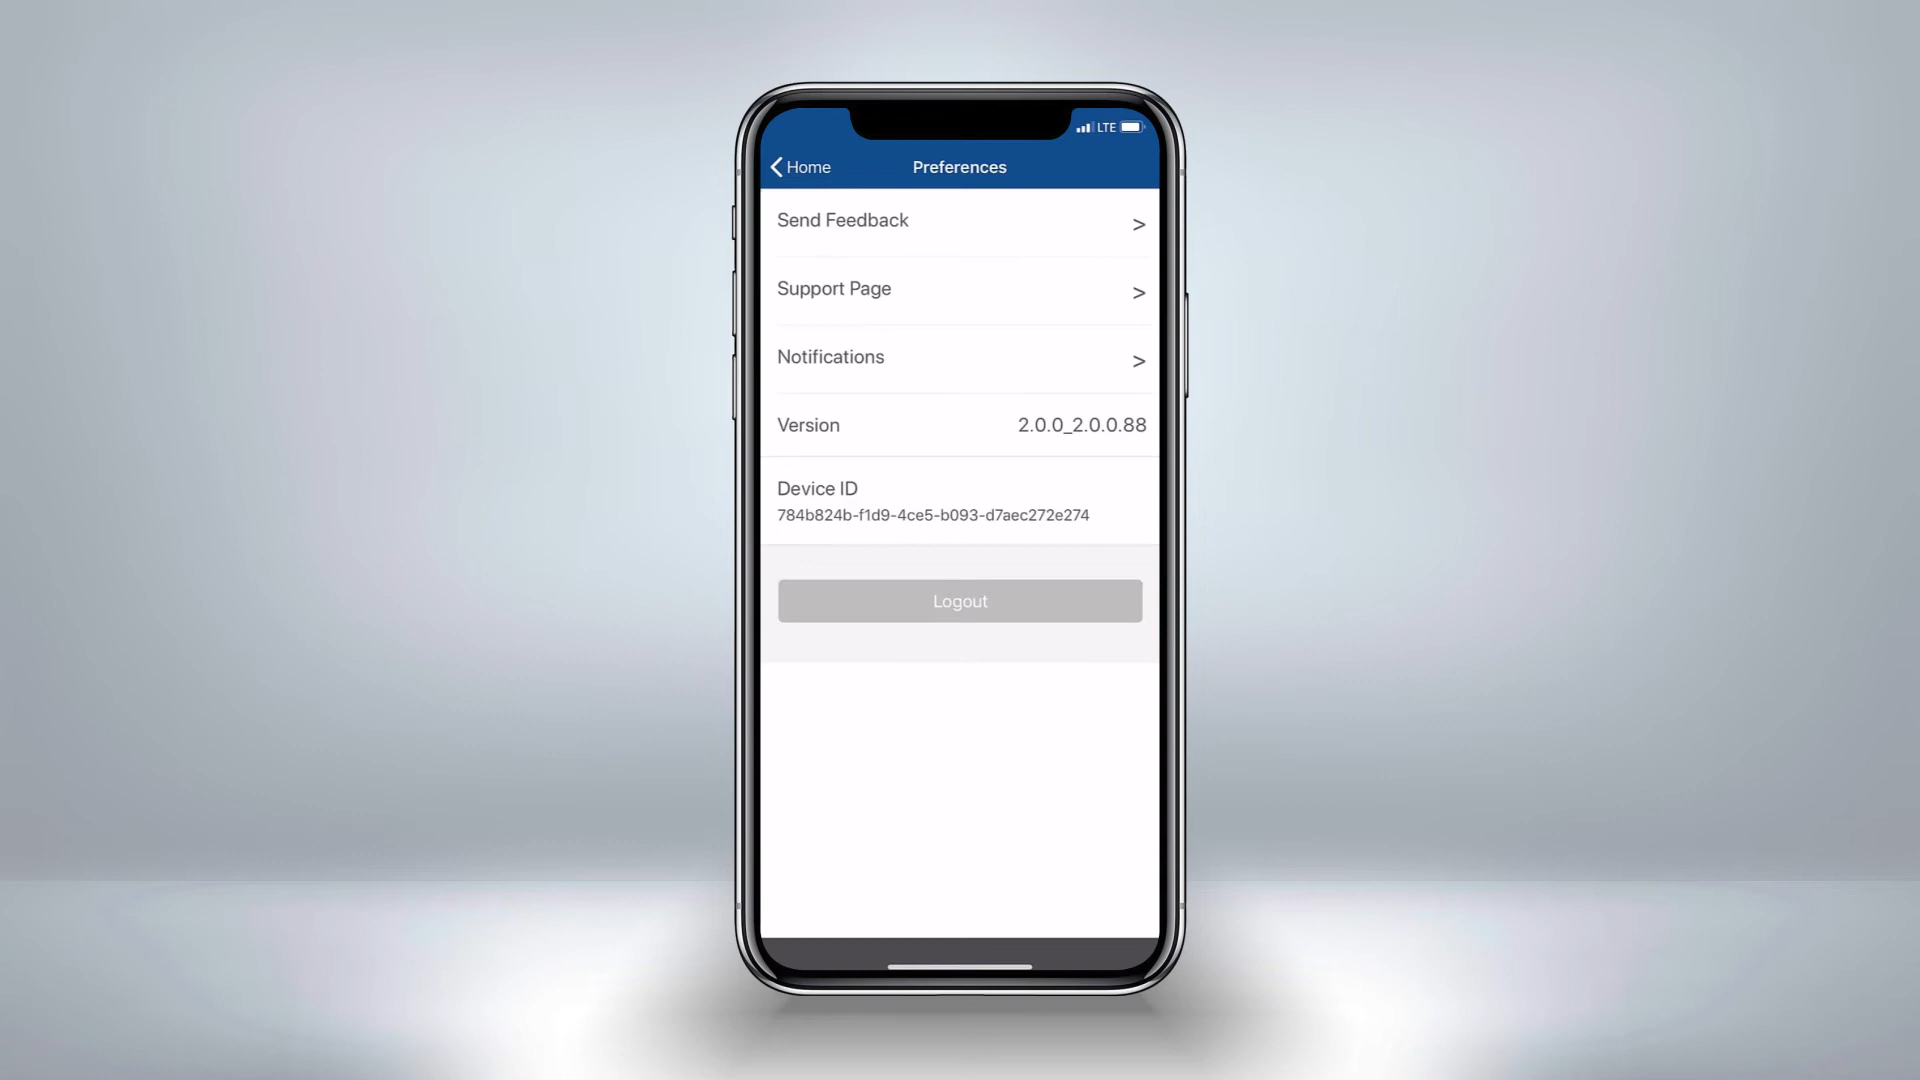 LTE
Home
Preferences
Send Feedback >
Support Page >
Notifications >
Version 2.0.0_2.0.0.88
Device ID
784b824b-f1d9-4ce5-b093-d7aec272e274
Logout